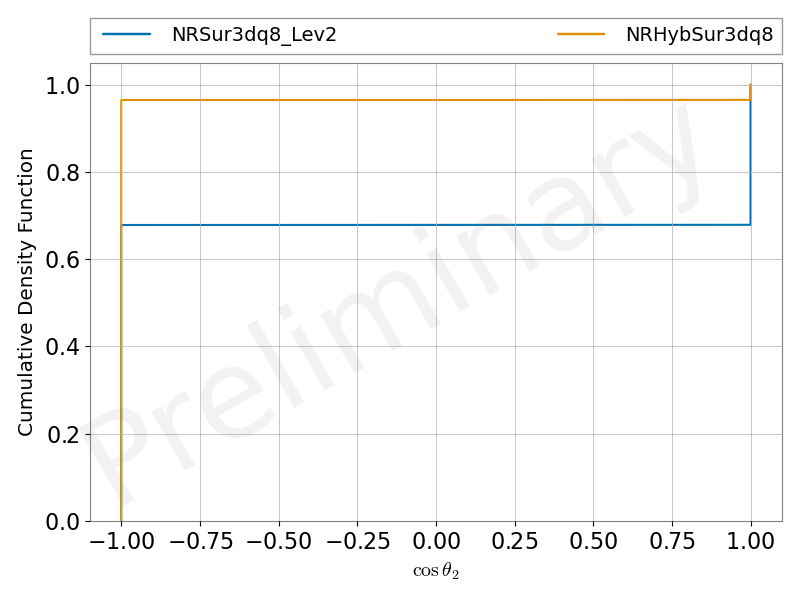 NRSur3dq8_Lev2 NRHybSur3dq8
1.0
0.8
0.6
0.4
0.2
0.0
Cumulative Density Function
Preliminary
−1.00 −0.75 −0.50 −0.25 0.00 0.25 0.50 0.75 1.00
cos θ₂